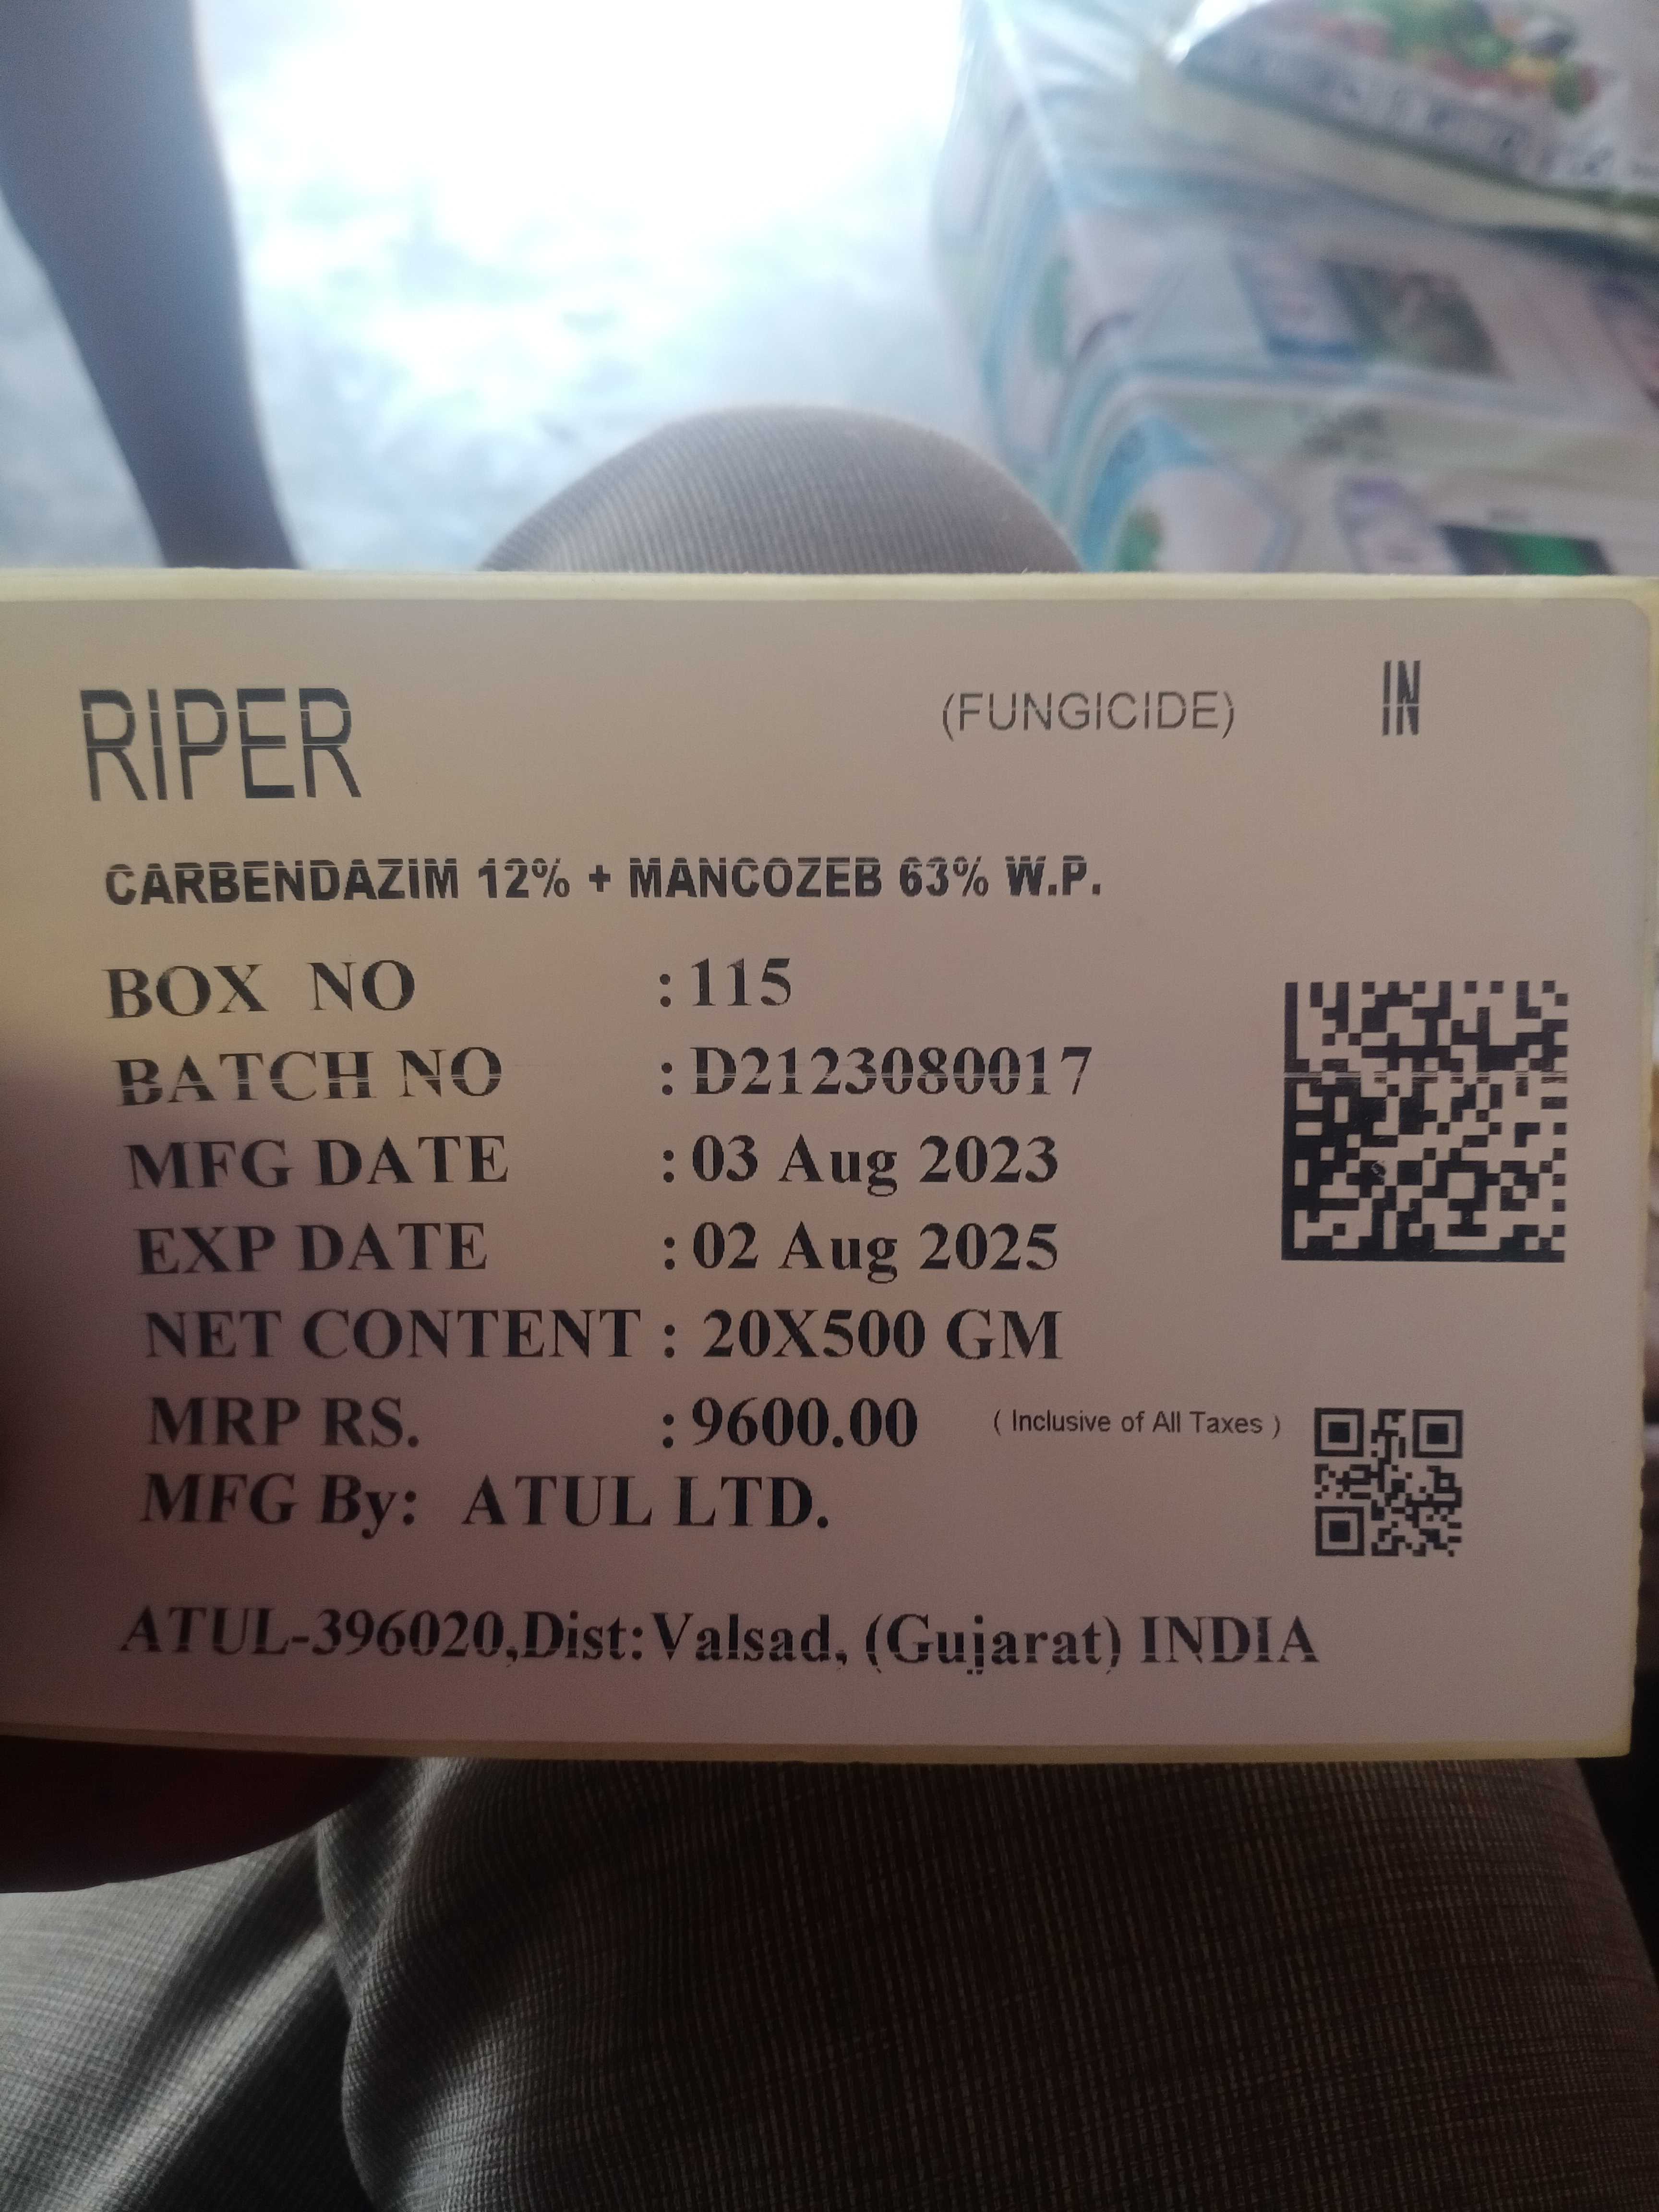 RIPER (FUNGICIDE) IN
CARBENDAZIM 12% + MANCOZEB 63% W.P.
BOX NO : 115
BATCH NO : D2123080017
MFG DATE : 03 Aug 2023
EXP DATE : 02 Aug 2025
NET CONTENT : 20X500 GM
MRP RS. : 9600.00 ( Inclusive of All Taxes )
MFG By: ATUL LTD.
ATUL-396020,Dist:Valsad, (Gujarat) INDIA